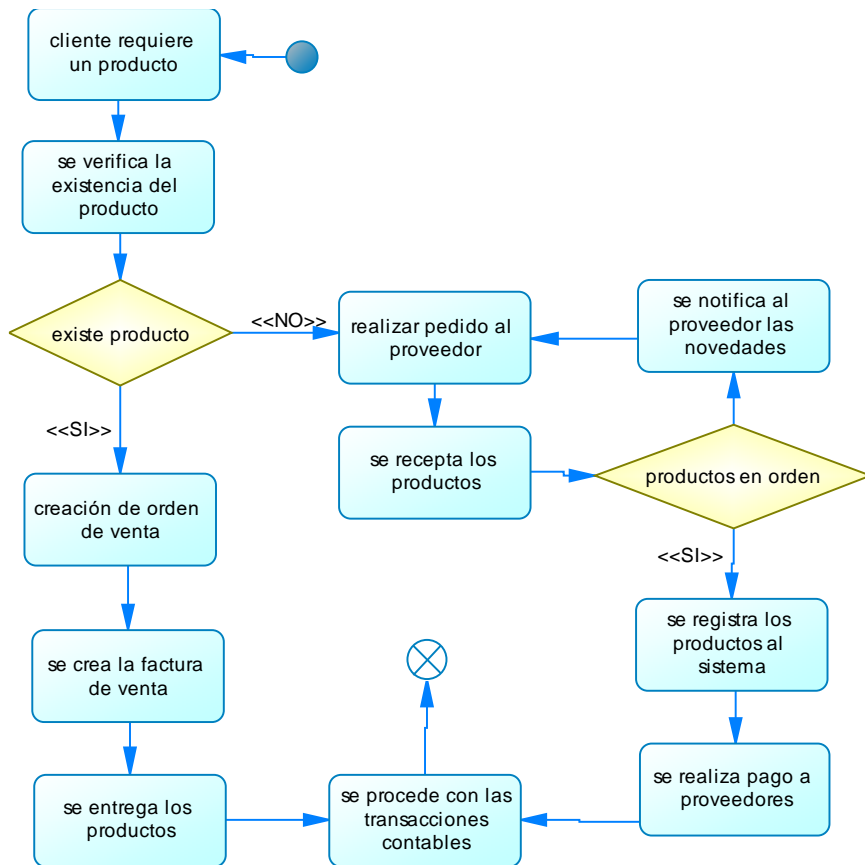 cliente requiere
un producto
se verifica la
existencia del
producto
existe producto
<<NO>>
realizar pedido al
proveedor
se notifica al
proveedor las
novedades
<<SI>>
se recepta los
productos
productos en orden
creación de orden
de venta
<<SI>>
se registra los
productos al
sistema
se crea la factura
de venta
se entrega los
productos
se procede con las
transacciones
contables
se realiza pago a
proveedores